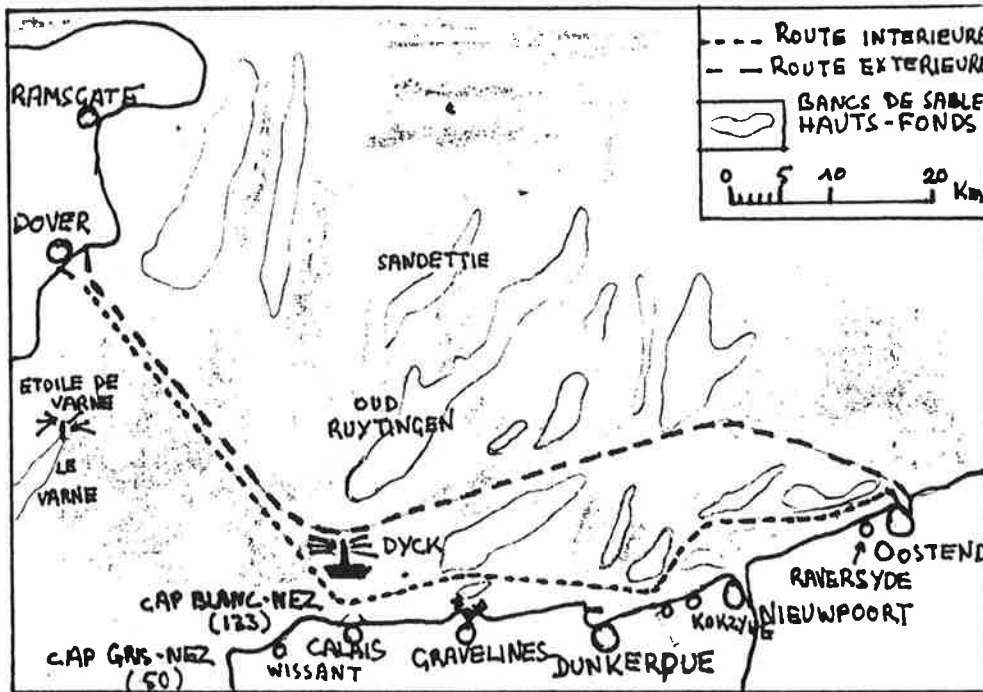 ROUTE INTERIEURE
ROUTE EXTERIEURE
BANCS DE SABLE
HAUTS-FONDS
0 5 10 20 Km
RAMSGATE
DOVER
SANDETTIE
ETOILE DE
VARNE
LE
VARNE
OUD
RUYTINGEN
DYCK
CAP BLANC-NEZ
(133)
CAP GRIS-NEZ
(50)
WISSANT
CALAIS
GRAVELINES
DUNKERQUE
NIEUWPOORT
RAVERSYDE
OOSTEND